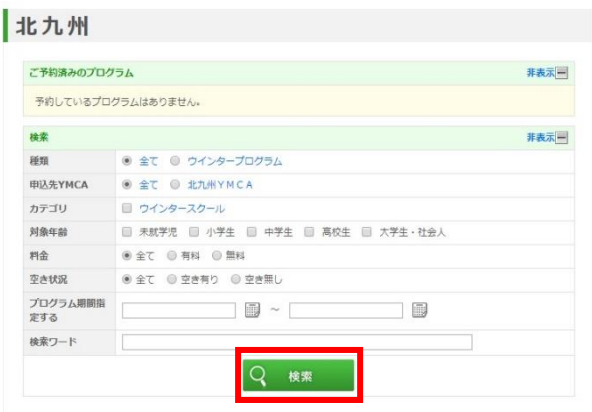 北九州
ご予約済みのプログラム 非表示
予約しているプログラムはありません。
検索 非表示
種類 全て ウインタープログラム
申込先YMCA 全て 北九州YMCA
カテゴリ ウインタースクール
対象年齢 未就学児 小学生 中学生 高校生 大学生・社会人
料金 全て 有料 無料
空き状況 全て 空き有り 空き無し
プログラム期間指
定する ~
検索ワード
検索